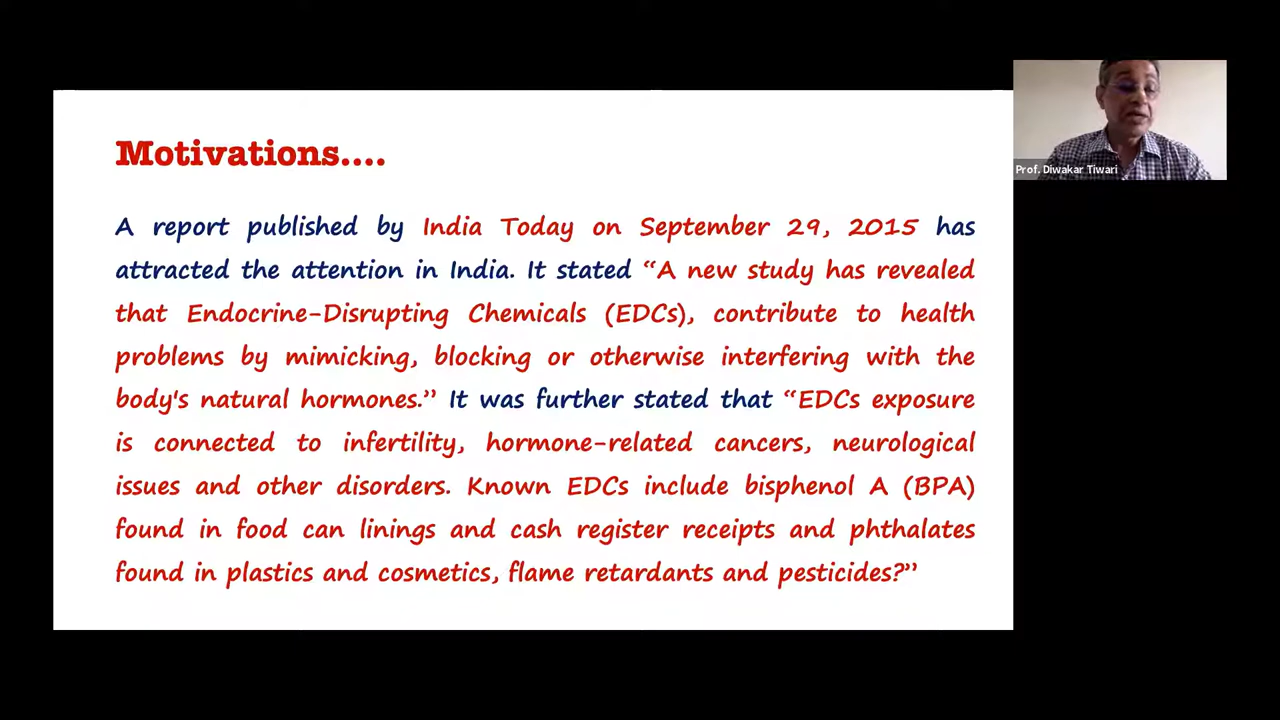 Motivations....
A report published by India Today on September 29, 2015 has
attracted the attention in India. It stated “A new study has revealed
that Endocrine-Disrupting Chemicals (EDCs), contribute to health
problems by mimicking, blocking or otherwise interfering with the
body's natural hormones.” It was further stated that “EDCs exposure
is connected to infertility, hormone-related cancers, neurological
issues and other disorders. Known EDCs include bisphenol A (BPA)
found in food can linings and cash register receipts and phthalates
found in plastics and cosmetics, flame retardants and pesticides?”
Prof. Diwakar Tiwari